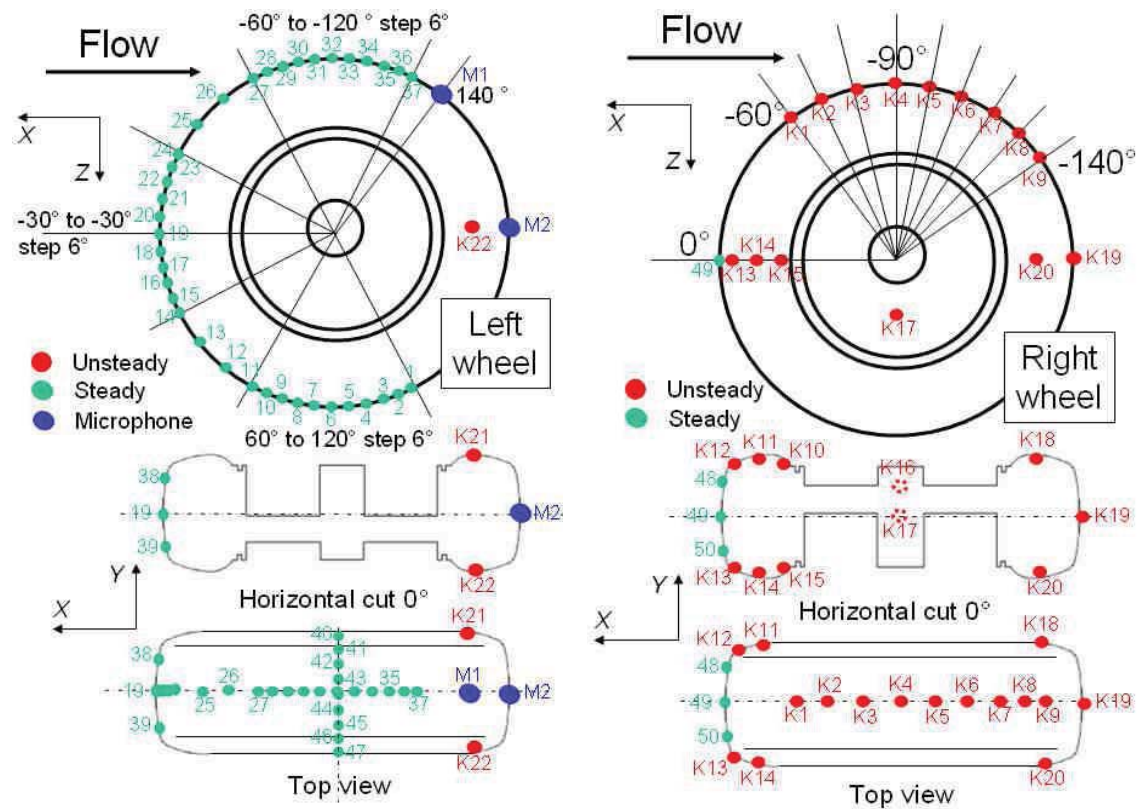 -60° to -120 ° step 6°
Flow
28 30 32 34 36
29 31 33 35
27 37
M1
140 °
26
25
X
Z
24
23
22
21
20
-30° to -30°
step 6°
19
18
17
16
15
14
13
12
11
10
9
8
7
6
5
4
3
2
1
K22
M2
Left
wheel
Unsteady
Steady
Microphone
60° to 120° step 6°
K21
38
19
39
M2
K22
Y
X
Horizontal cut 0°
K21
38
40
41
42
26
43
35
M1
M2
19
25
27
37
44
39
45
46
47
K22
Top view
Flow
-90°
X
Z
-60°
K1
K2
K3
K4
K5
K6
K7
K8
K9
-140°
0°
K14
49
K13
K15
K20
K19
K17
Right
wheel
Unsteady
Steady
K12 K11 K10
K16
K18
48
49
K17
K19
50
K13
K14
K15
K20
Y
X
Horizontal cut 0°
K12
K11
K18
48
K2
K4
K6
K8
49
K19
K1
K3
K5
K7
K9
50
K13
K14
K20
Top view